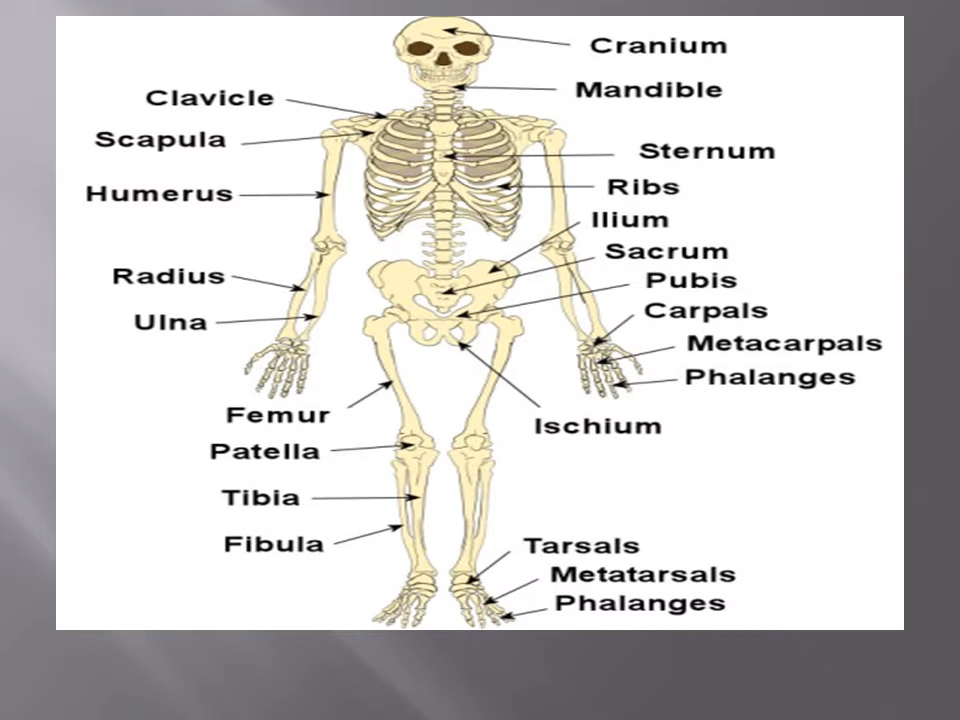 Cranium
Mandible
Clavicle
Scapula
Sternum
Humerus
Ribs
Ilium
Sacrum
Radius
Pubis
Carpals
Ulna
Metacarpals
Phalanges
Femur
Ischium
Patella
Tibia
Fibula
Tarsals
Metatarsals
Phalanges